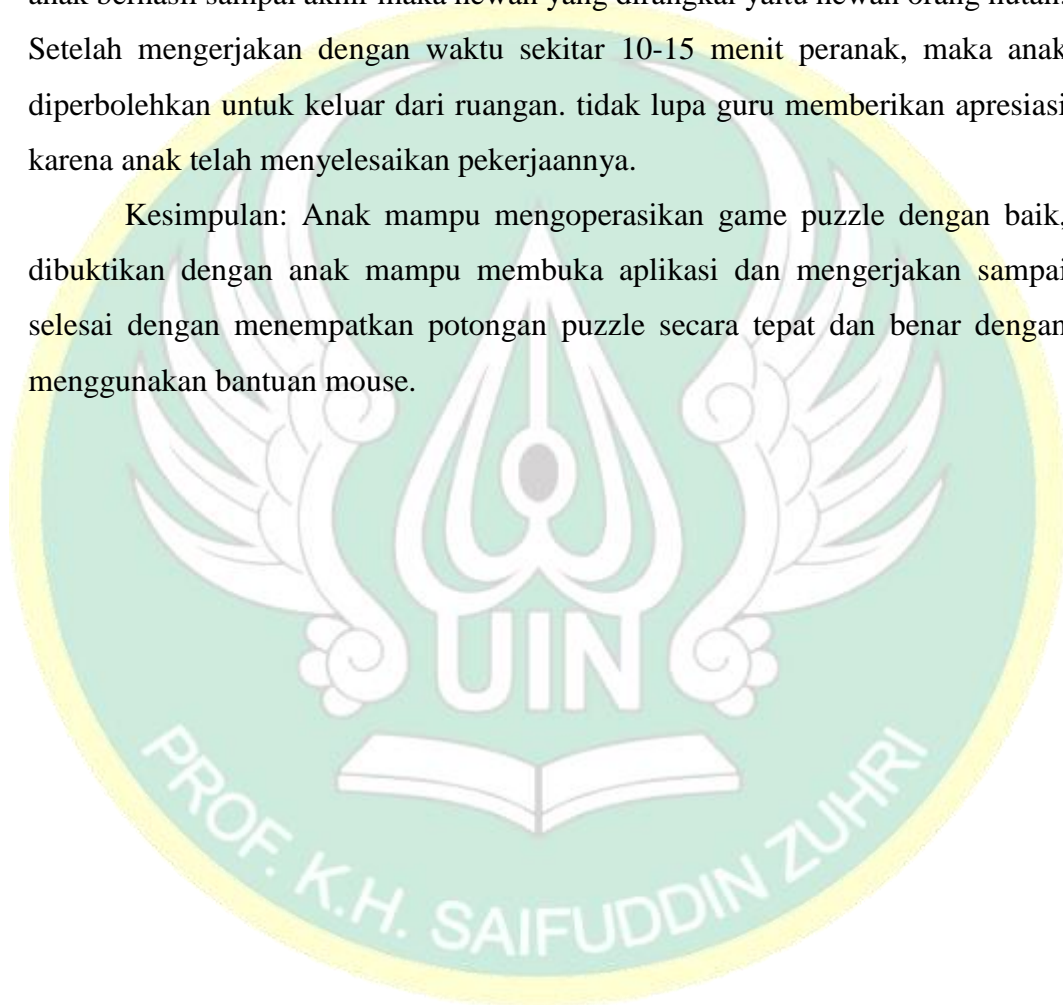 anak berhasil sampai akhir maka hewan yang dirangkai yaitu hewan orang hutan.
Setelah mengerjakan dengan waktu sekitar 10-15 menit peranak, maka anak
diperbolehkan untuk keluar dari ruangan. tidak lupa guru memberikan apresiasi
karena anak telah menyelesaikan pekerjaannya.
Kesimpulan: Anak mampu mengoperasikan game puzzle dengan baik,
dibuktikan dengan anak mampu membuka aplikasi dan mengerjakan sampai
selesai dengan menempatkan potongan puzzle secara tepat dan benar dengan
menggunakan bantuan mouse.
UIN
PROF. K.H. SAIFUDDIN ZUHRI